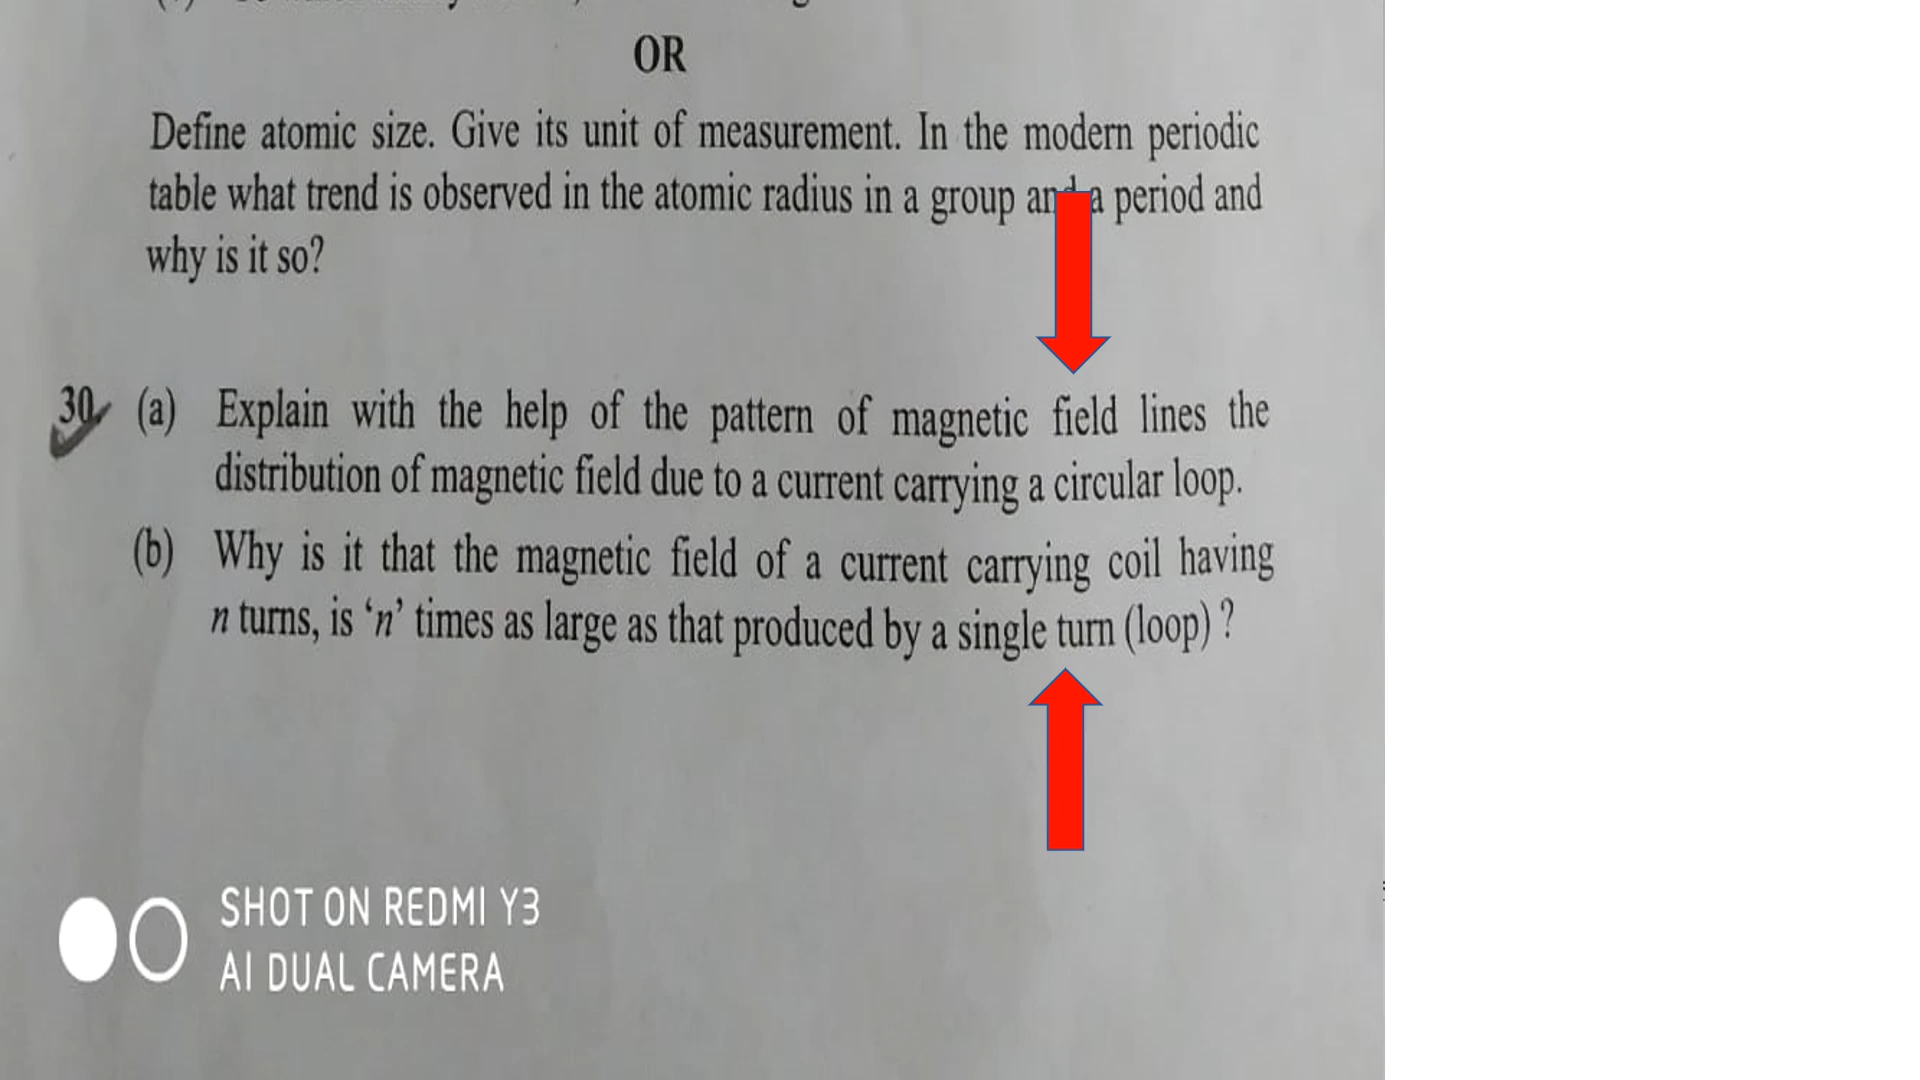 OR
Define atomic size. Give its unit of measurement. In the modern periodic
table what trend is observed in the atomic radius in a group and a period and
why is it so?
30. (a) Explain with the help of the pattern of magnetic field lines the
distribution of magnetic field due to a current carrying a circular loop.
(b) Why is it that the magnetic field of a current carrying coil having
n turns, is ‘n’ times as large as that produced by a single turn (loop) ?
SHOT ON REDMI Y3
AI DUAL CAMERA